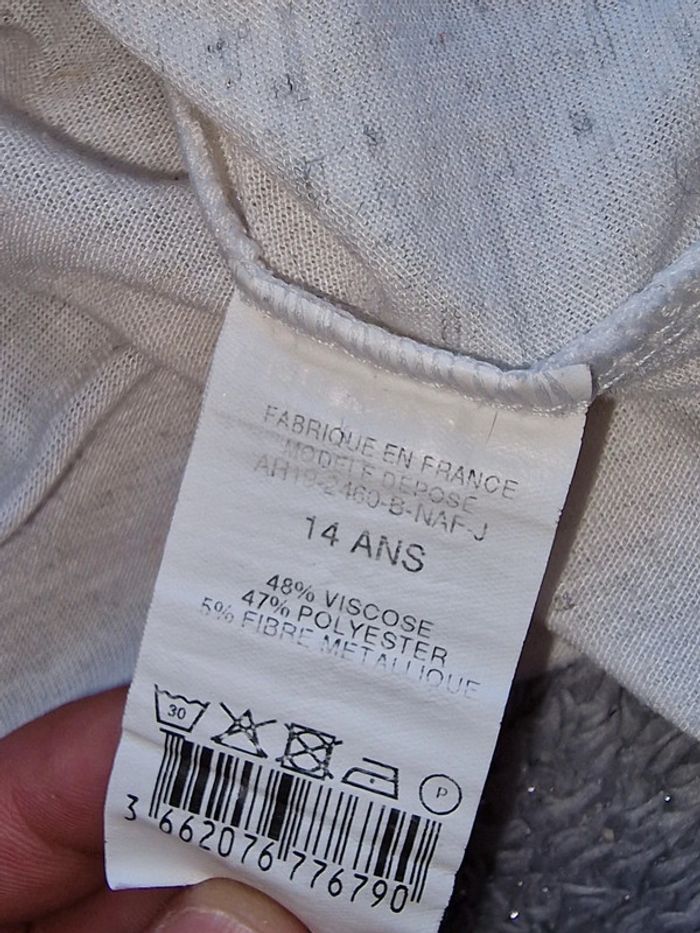 FABRIQUE EN FRANCE
MODELE DEPOSE
AH19-2460-B-NAF-J
14 ANS
48% VISCOSE
47% POLYESTER
5% FIBRE METALLIQUE
30
P
3 662076 776790